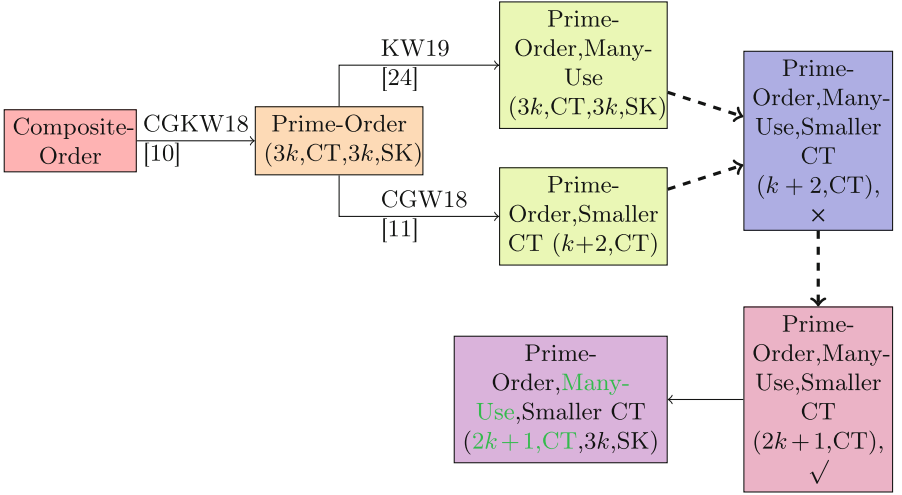 Composite-
Order
CGKW18
[10]
Prime-Order
(3k,CT,3k,SK)
KW19
[24]
CGW18
[11]
Prime-
Order,Many-
Use
(3k,CT,3k,SK)
Prime-
Order,Smaller
CT (k+2,CT)
Prime-
Order,Many-
Use,Smaller
CT
(k + 2,CT),
×
Prime-
Order,Many-
Use,Smaller
CT
(2k+1,CT),
√
Prime-
Order,Many-
Use,Smaller CT
(2k+1,CT,3k,SK)